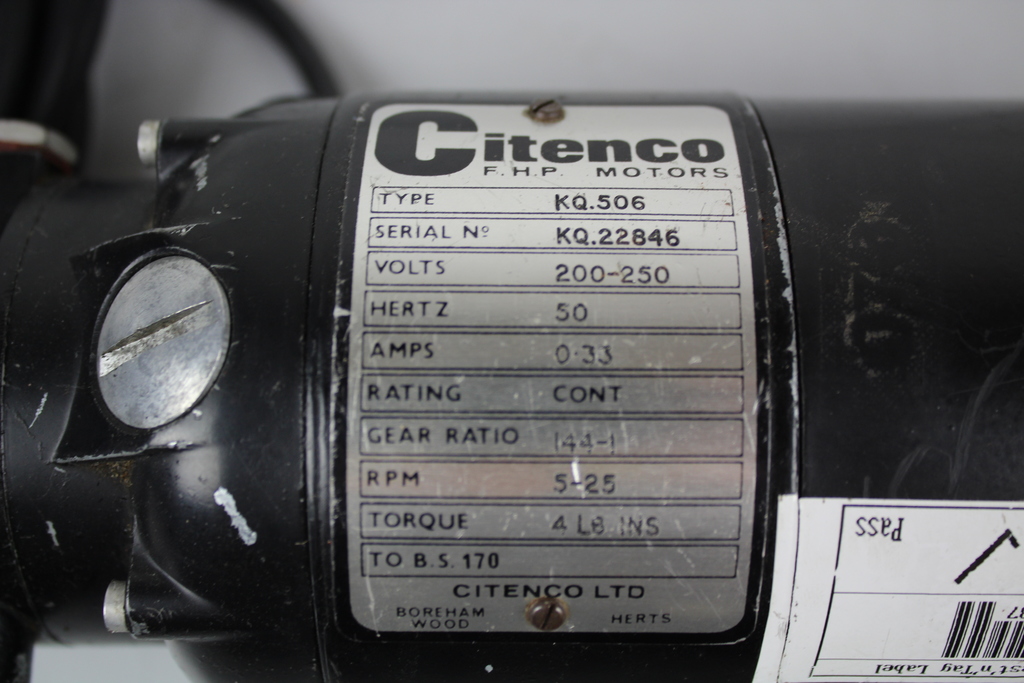 Citenco
F.H.P. MOTORS
TYPE KQ.506
SERIAL Nº KQ.22846
VOLTS 200-250
HERTZ 50
AMPS 0·33
RATING CONT
GEAR RATIO 144-1
RPM 5-25
TORQUE 4 LB INS
TO B.S. 170
CITENCO LTD
BOREHAM
WOOD
HERTS
Pass
Tag Label